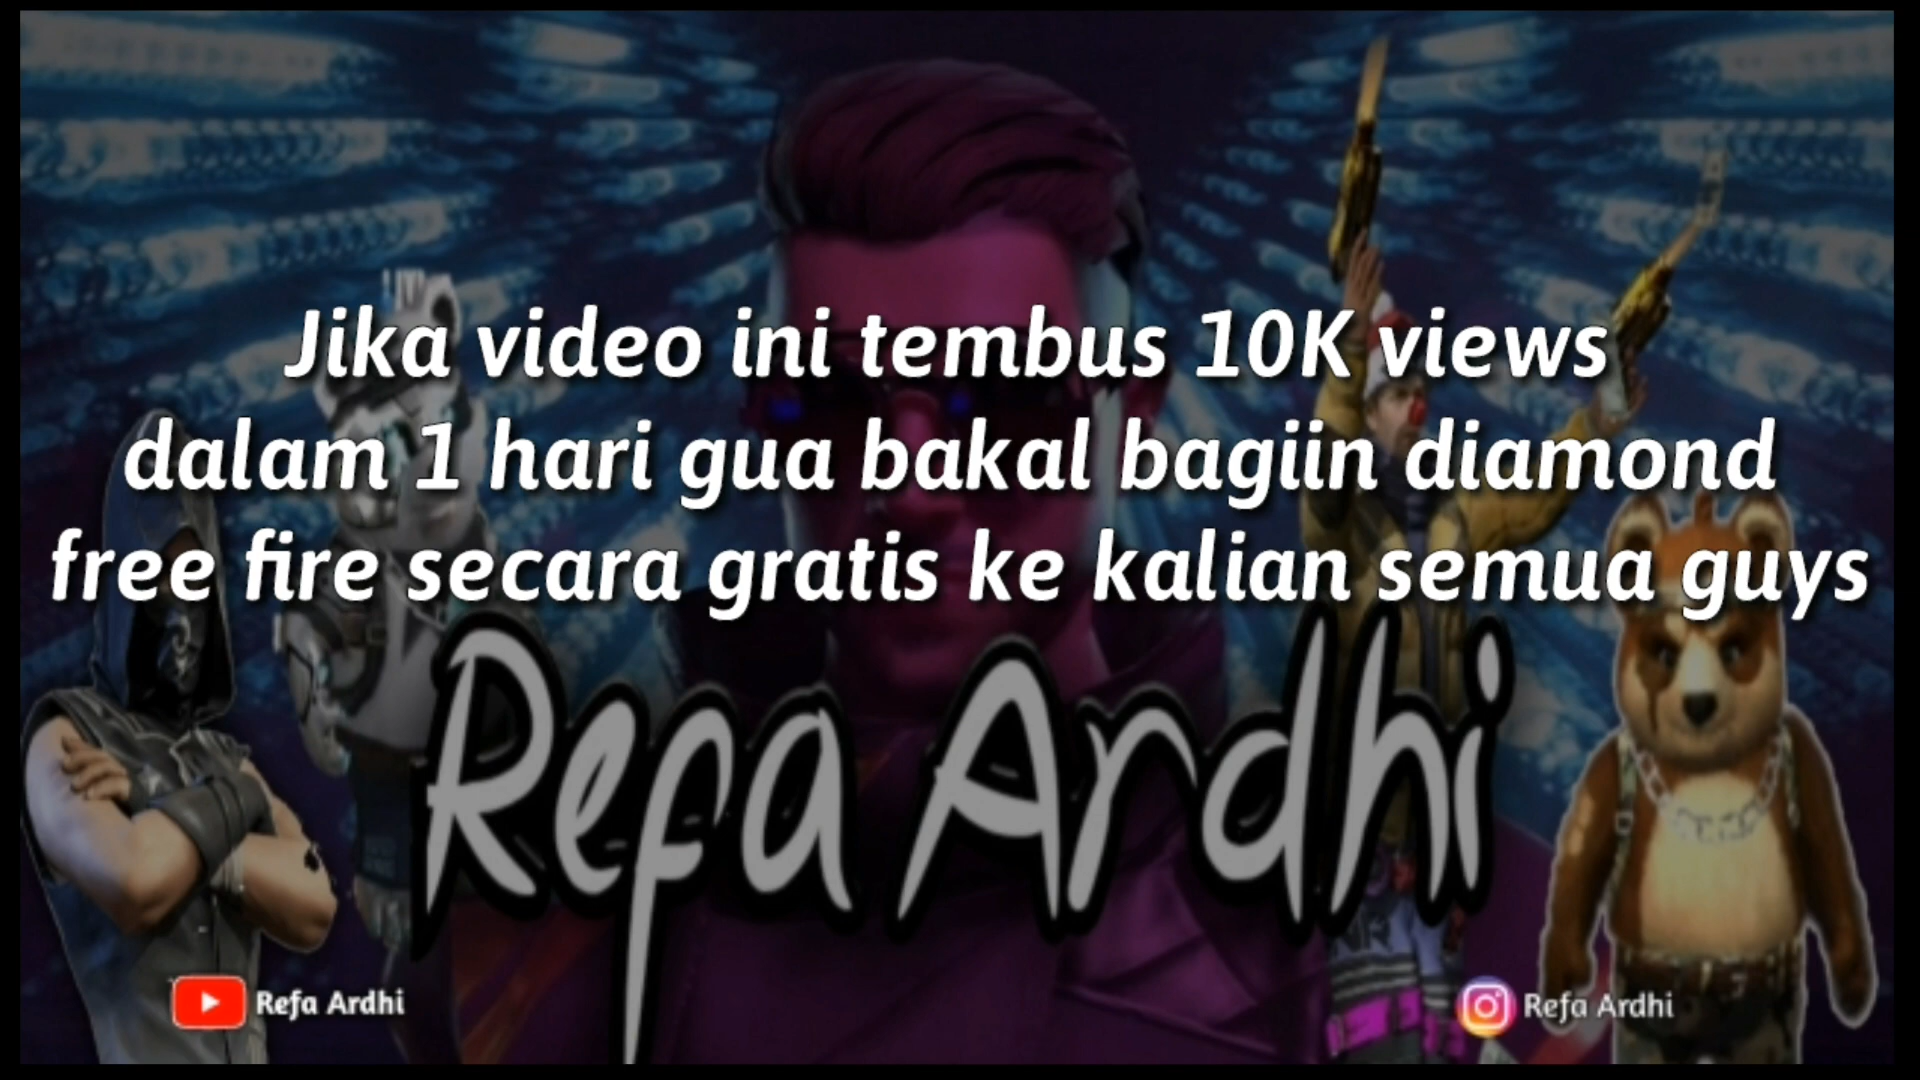 Jika video ini tembus 10K views
dalam 1 hari gua bakal bagiin diamond
free fire secara gratis ke kalian semua guys
Refa Ardhi
Refa Ardhi
Refa Ardhi